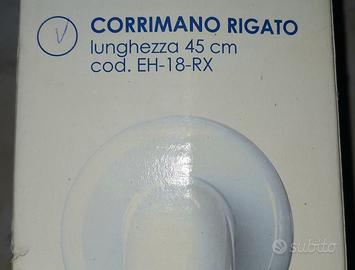 CORRIMANO RIGATO
lunghezza 45 cm
cod. EH-18-RX
subito